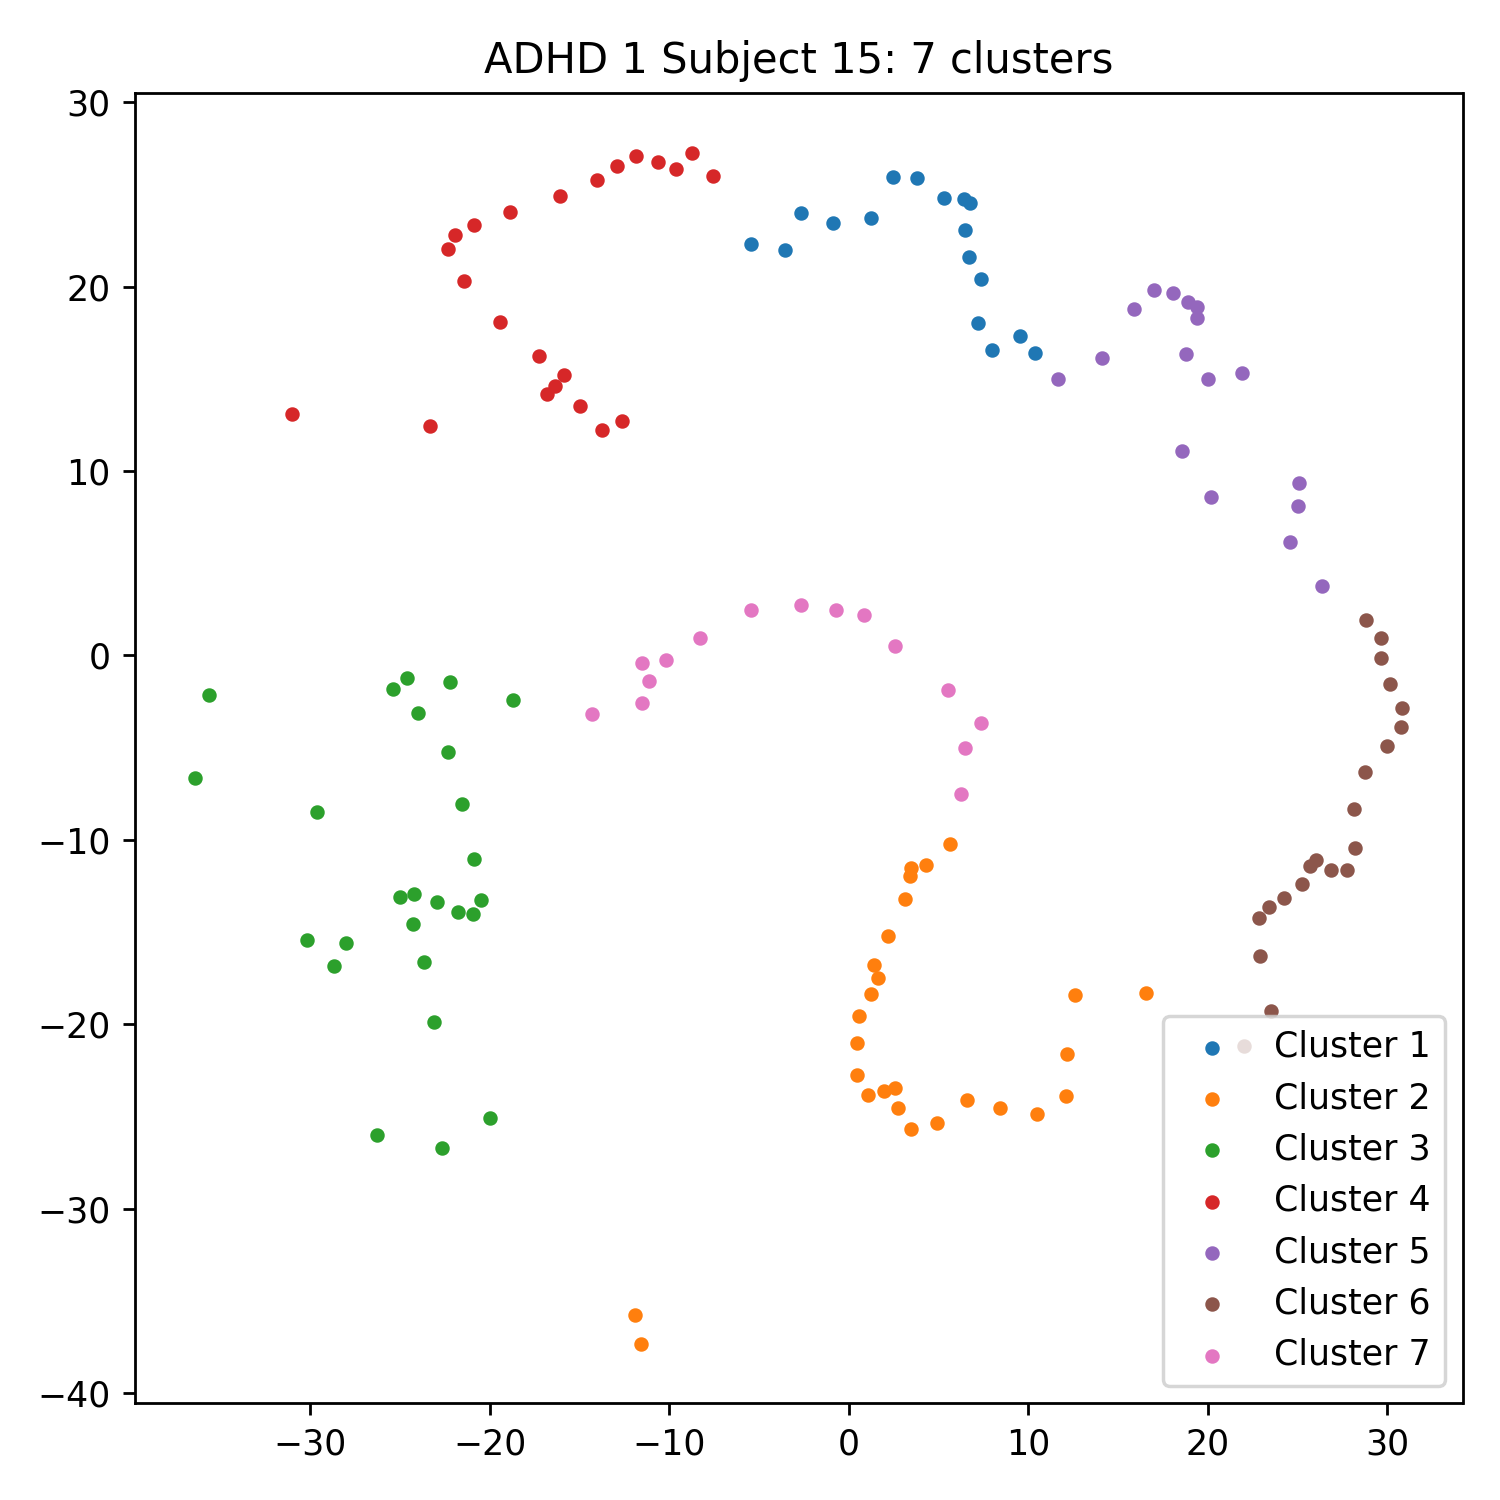 ADHD 1 Subject 15: 7 clusters
30
20
10
0
−10
−20
−30
−40
−30 −20 −10 0 10 20 30
Cluster 1
Cluster 2
Cluster 3
Cluster 4
Cluster 5
Cluster 6
Cluster 7